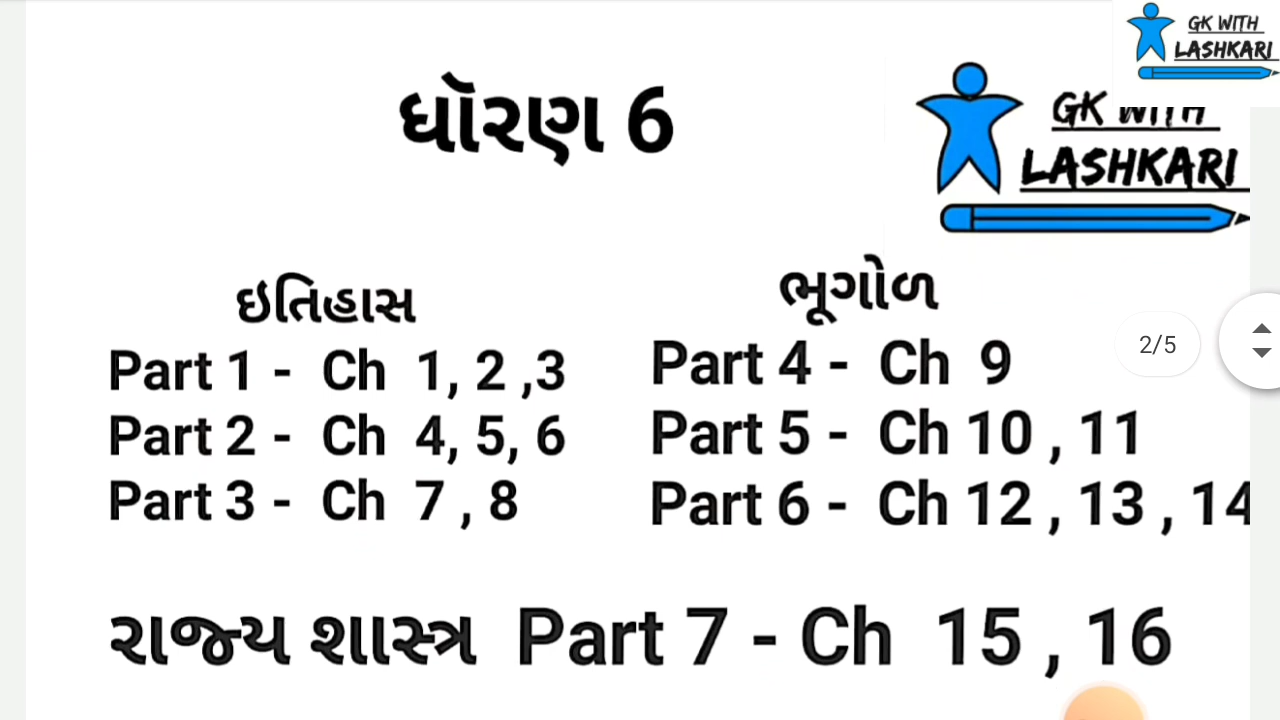 GK WITH
LASHKARI
ધૉરણ 6
GK WITH
LASHKARI
ઇતિહાસ
Part 1 - Ch 1, 2 ,3
Part 2 - Ch 4, 5, 6
Part 3 - Ch 7 , 8
ભૂગોળ
Part 4 - Ch 9
Part 5 - Ch 10 , 11
Part 6 - Ch 12 , 13 , 14
2/5
રાજ્ય શાસ્ત્ર Part 7 - Ch 15 , 16